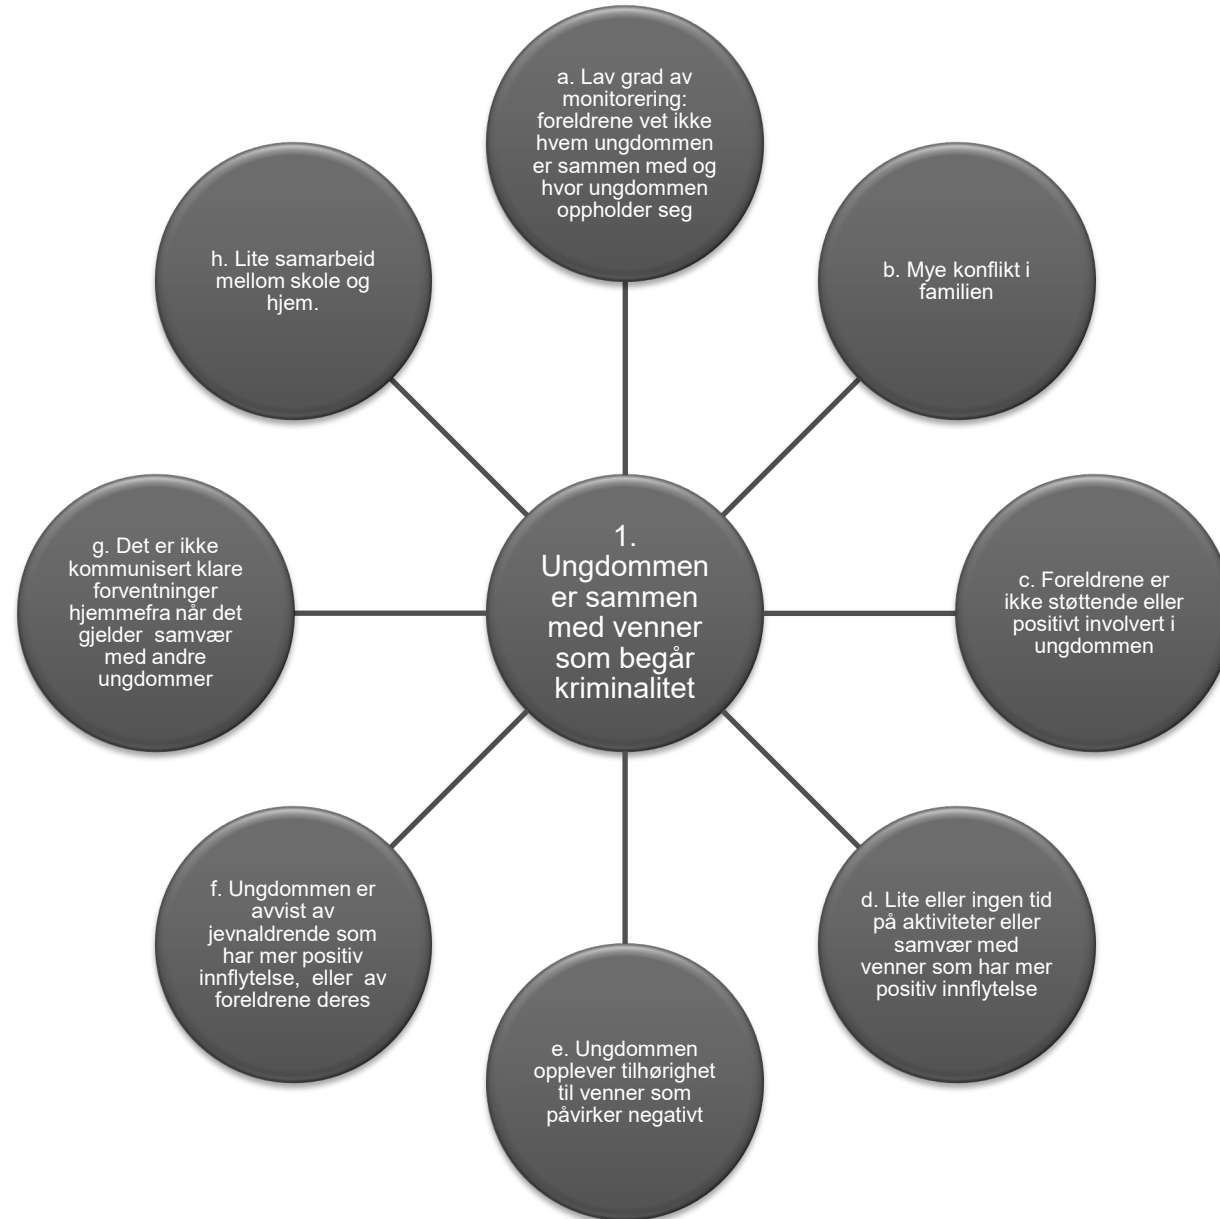 a. Lav grad av
monitorering:
foreldrene vet ikke
hvem ungdommen
er sammen med og
hvor ungdommen
oppholder seg
b. Mye konflikt i
familien
c. Foreldrene er
ikke støttende eller
positivt involvert i
ungdommen
d. Lite eller ingen tid
på aktiviteter eller
samvær med
venner som har mer
positiv innflytelse
e. Ungdommen
opplever tilhørighet
til venner som
påvirker negativt
f. Ungdommen er
avvist av
jevnaldrende som
har mer positiv
innflytelse, eller av
foreldrene deres
g. Det er ikke
kommunisert klare
forventninger
hjemmefra når det
gjelder samvær
med andre
ungdommer
h. Lite samarbeid
mellom skole og
hjem.
1.
Ungdommen
er sammen
med venner
som begår
kriminalitet